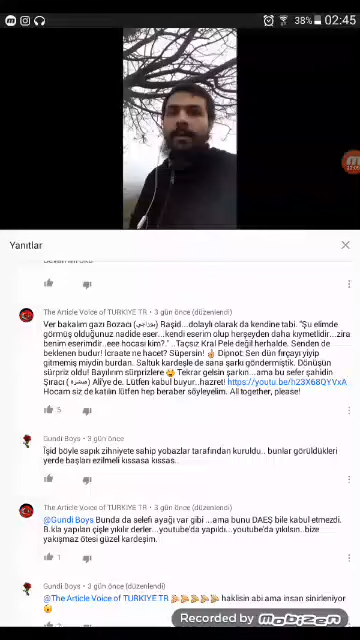 38% 02:45
Yanıtlar
The Article Voice of TURKIYE TR • 3 gün önce (düzenlendi)
Ver bakalım gazı Bozacı Raşid...dolaylı olarak da kendine tabi. "Şu elimde
görmüş olduğunuz nadide eser...kendi eserim olup herşeyden daha kıymetlidir...zira
benim eserimdir..eee hocası kim?."..Taçsız Kral Pele değil herhalde. Senden de
beklenen budur! İcraate ne hacet? Süpersin! 👍 Dipnot: Sen dün fırçayı yiyip
gitmemiş miydin burdan. Saltuk kardeşle de sana şarkı göndermiştik. Dönüsün
sürpriz oldu! Bayılırım sürprizlere 😄 Tekrar gelsin şarkın...ama bu sefer şahidin
Şıracı Ali'ye de. Lütfen kabul buyur..hazret! https://youtu.be/h23X68QYVxA
Hocam siz de katılın lütfen hep beraber söyleyelim. All together, please!
5
Gundi Boys • 3 gün önce
İşid böyle sapık zihniyete sahip yobazlar tarafından kuruldu.. bunlar görüldükleri
yerde başları ezilmeli kıssasa kıssas..
The Article Voice of TURKIYE TR • 3 gün önce (düzenlendi)
@Gundi Boys Bunda da selefi ayağı var gibi ...ama bunu DAEŞ bile kabul etmezdi.
B.kla yapılan çişle yıkılır derler...youtube'da yapıldı...youtube'da yıkılsın..bize
yakışmaz ötesi güzel kardeşim.
1
Gundi Boys • 3 gün önce (düzenlendi)
@The Article Voice of TURKIYE TR haklisin abi ama insan sinirleniyor
Recorded by MOBIZEN